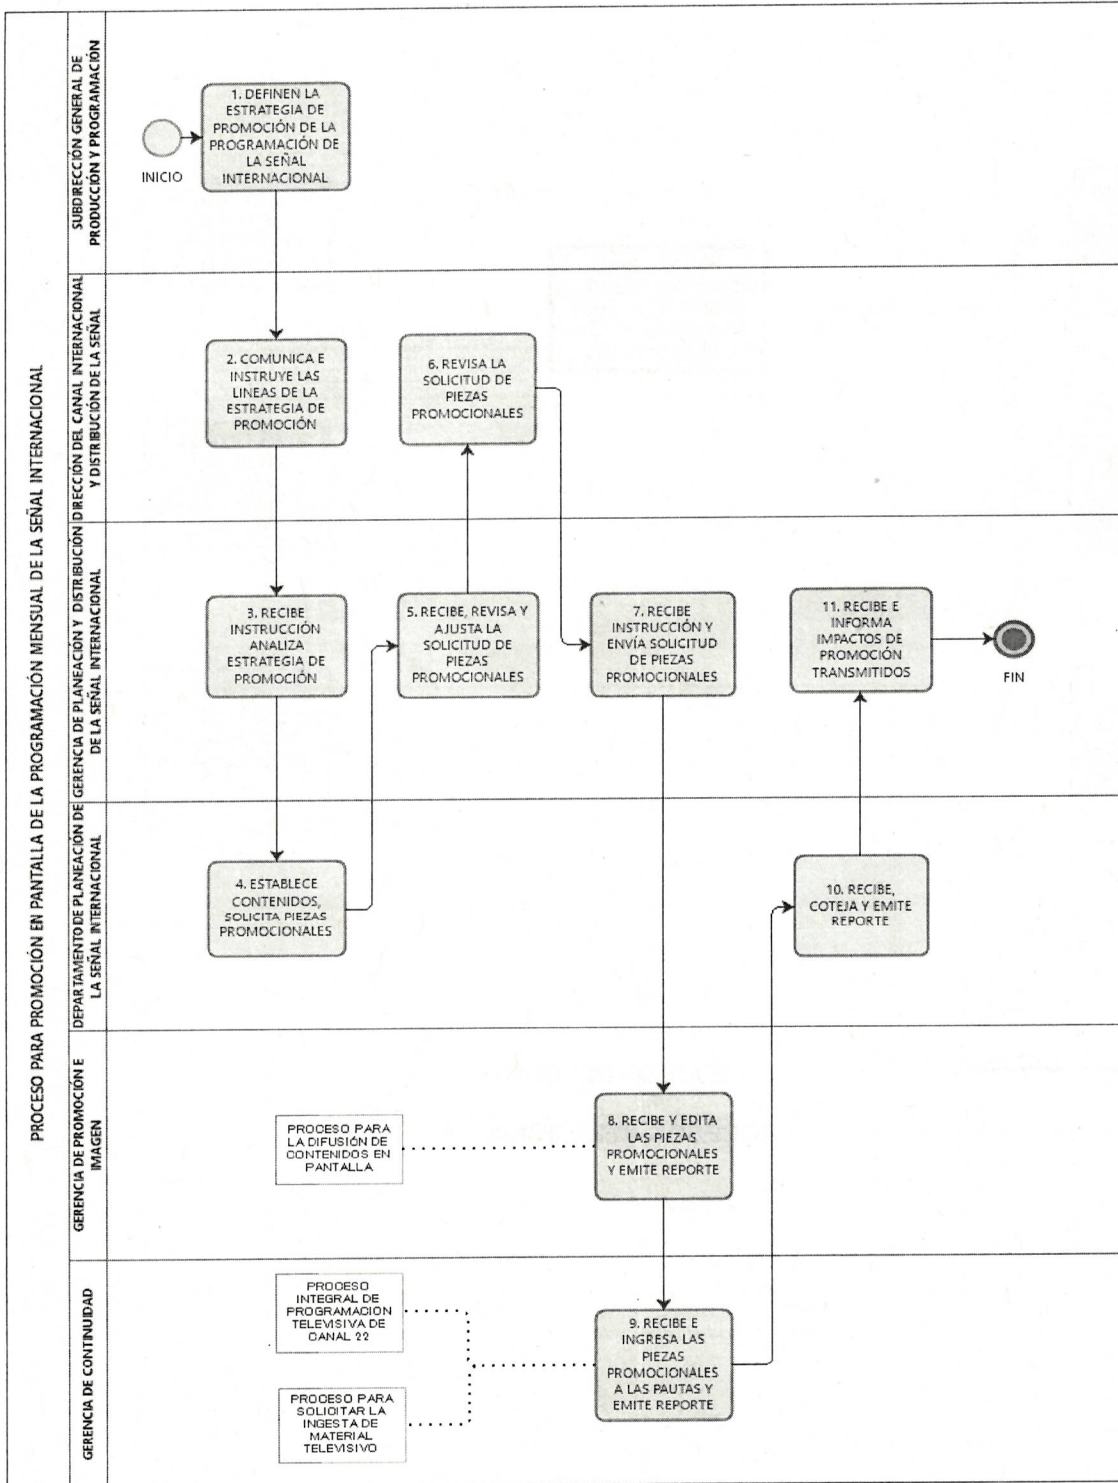 PROCESO PARA PROMOCIÓN EN PANTALLA DE LA PROGRAMACIÓN MENSUAL DE LA SEÑAL INTERNACIONAL
SUBDIRECCIÓN GENERAL DE
PRODUCCIÓN Y PROGRAMACIÓN
INICIO
1. DEFINEN LA
ESTRATEGIA DE
PROMOCIÓN DE LA
PROGRAMACIÓN DE
LA SEÑAL
INTERNACIONAL
DIRECCIÓN DEL CANAL INTERNACIONAL
Y DISTRIBUCIÓN DE LA SEÑAL
2. COMUNICA E
INSTRUYE LAS
LINEAS DE LA
ESTRATEGIA DE
PROMOCIÓN
6. REVISA LA
SOLICITUD DE
PIEZAS
PROMOCIONALES
GERENCIA DE PLANEACIÓN Y DISTRIBUCIÓN
DE LA SEÑAL INTERNACIONAL
3. RECIBE
INSTRUCCIÓN
ANALIZA
ESTRATEGIA DE
PROMOCIÓN
5. RECIBE, REVISA Y
AJUSTA LA
SOLICITUD DE
PIEZAS
PROMOCIONALES
7. RECIBE
INSTRUCCIÓN Y
ENVÍA SOLICITUD
DE PIEZAS
PROMOCIONALES
11. RECIBE E
INFORMA
IMPACTOS DE
PROMOCIÓN
TRANSMITIDOS
FIN
DEPARTAMENTO DE PLANEACIÓN DE
LA SEÑAL INTERNACIONAL
4. ESTABLECE
CONTENIDOS,
SOLICITA PIEZAS
PROMOCIONALES
10. RECIBE,
COTEJA Y EMITE
REPORTE
GERENCIA DE PROMOCIÓN E
IMAGEN
PROCESO PARA
LA DIFUSIÓN DE
CONTENIDOS EN
PANTALLA
8. RECIBE Y EDITA
LAS PIEZAS
PROMOCIONALES
Y EMITE REPORTE
GERENCIA DE CONTINUIDAD
PROCESO
INTEGRAL DE
PROGRAMACION
TELEVISIVA DE
CANAL 22
PROCESO PARA
SOLICITAR LA
INGESTA DE
MATERIAL
TELEVISIVO
9. RECIBE E
INGRESA LAS
PIEZAS
PROMOCIONALES
A LAS PAUTAS Y
EMITE REPORTE